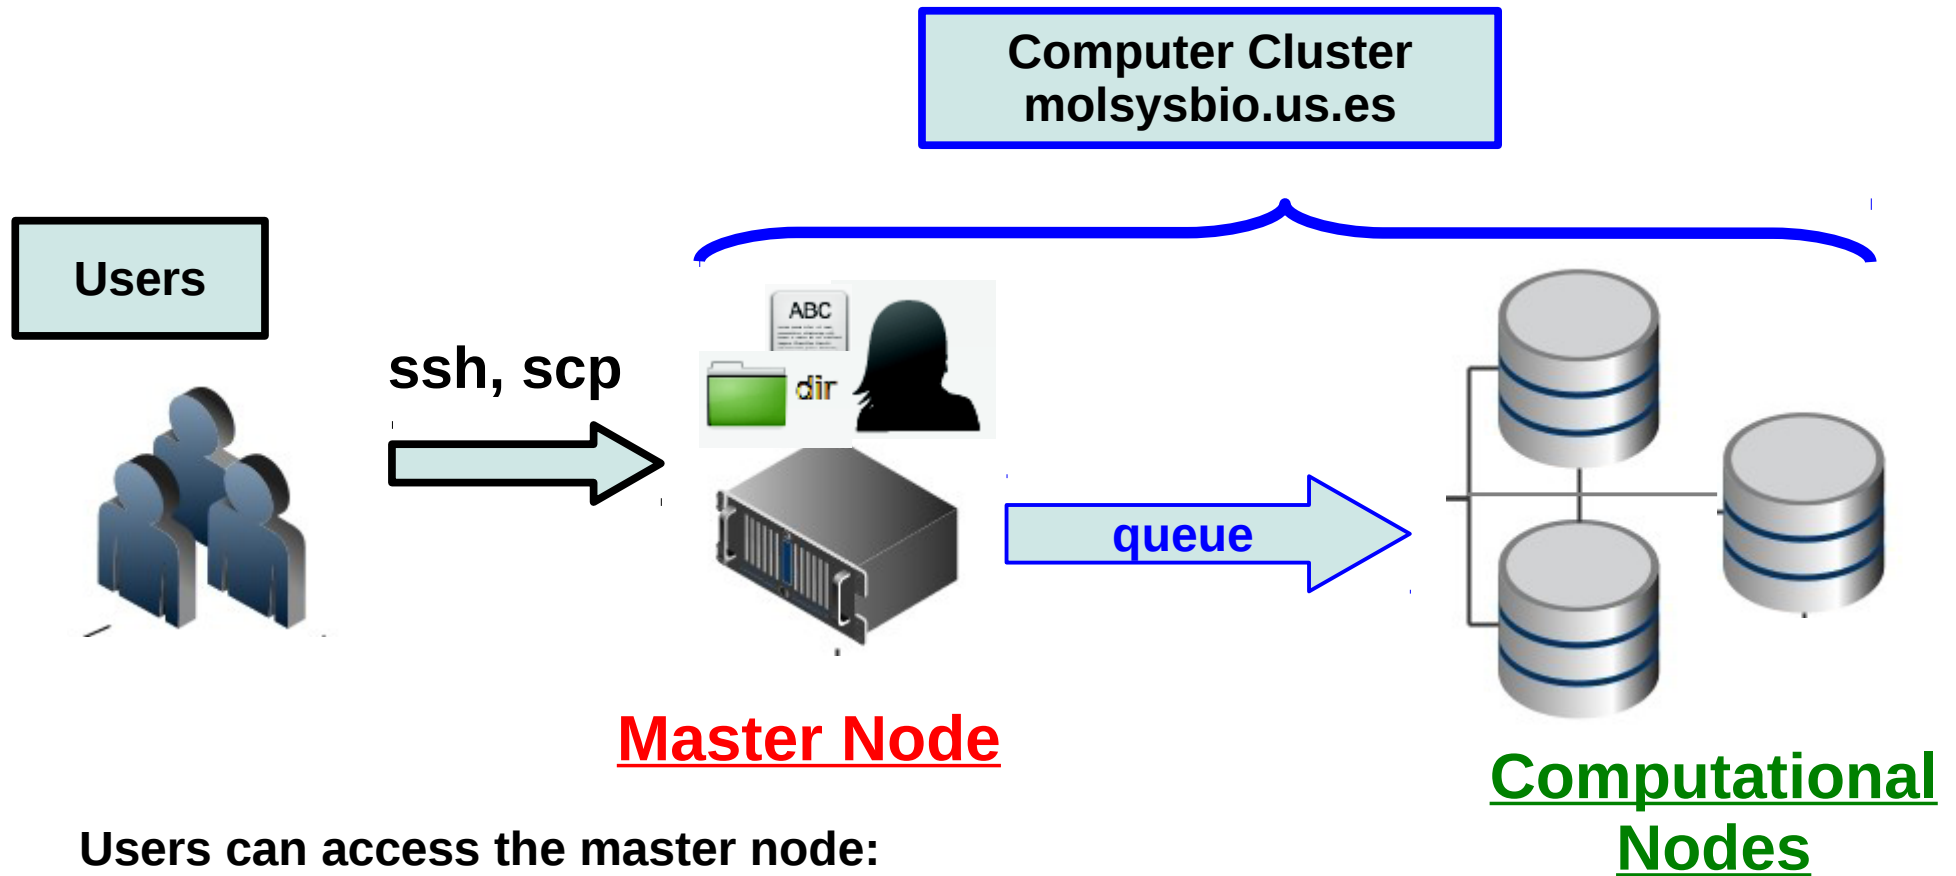 Computer Cluster
molsysbio.us.es
Users
ssh, scp
ABC
dir
queue
Master Node
Computational
Nodes
Users can access the master node: